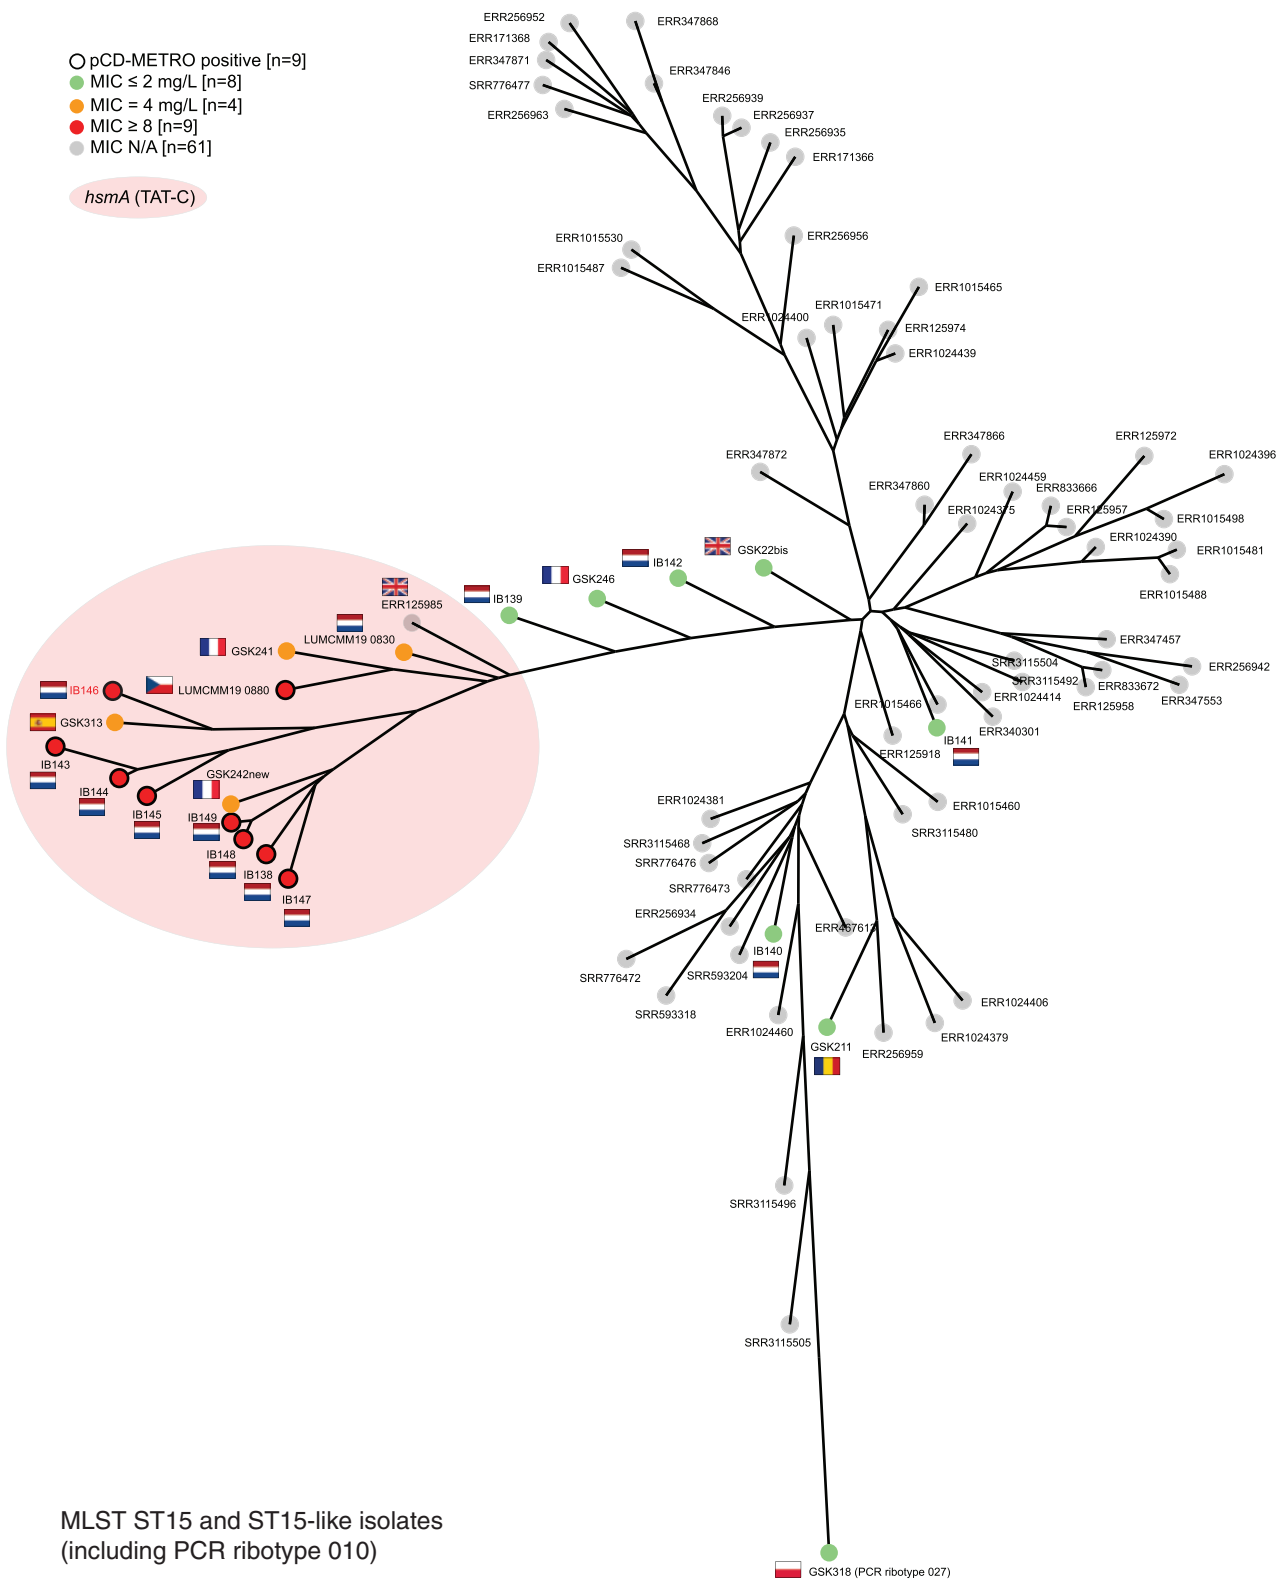 pCD-METRO positive [n=9]
MIC ≤ 2 mg/L [n=8]
MIC = 4 mg/L [n=4]
MIC ≥ 8 [n=9]
MIC N/A [n=61]
hsmA (TAT-C)
ERR256952
ERR347868
ERR171368
ERR347871
ERR347846
SRR776477
ERR256939
ERR256963
ERR256937
ERR256935
ERR171366
ERR1015530
ERR256956
ERR1015487
ERR1015465
ERR1015471
ERR1024400
ERR125974
ERR1024439
ERR347866
ERR125972
ERR347872
ERR1024396
ERR1024459
ERR347860
ERR833666
ERR1024375
ERR125957
ERR1015498
ERR1024390
GSK22bis
ERR1015481
IB142
GSK246
ERR1015488
IB139
ERR125985
LUMCMM19 0830
ERR347457
GSK241
SRR3115504
ERR256942
SRR3115492
ERR833672
IB146
LUMCMM19 0880
ERR1024414
ERR347553
ERR1015466
ERR125958
GSK313
ERR340301
IB141
ERR125918
IB143
GSK242new
IB144
ERR1024381
ERR1015460
IB145
IB149
SRR3115480
SRR3115468
IB148
SRR776476
IB138
SRR776473
IB147
ERR256934
ERR467613
IB140
SRR776472
SRR593204
ERR1024406
SRR593318
ERR1024460
ERR1024379
GSK211
ERR256959
SRR3115496
SRR3115505
MLST ST15 and ST15-like isolates
(including PCR ribotype 010)
GSK318 (PCR ribotype 027)